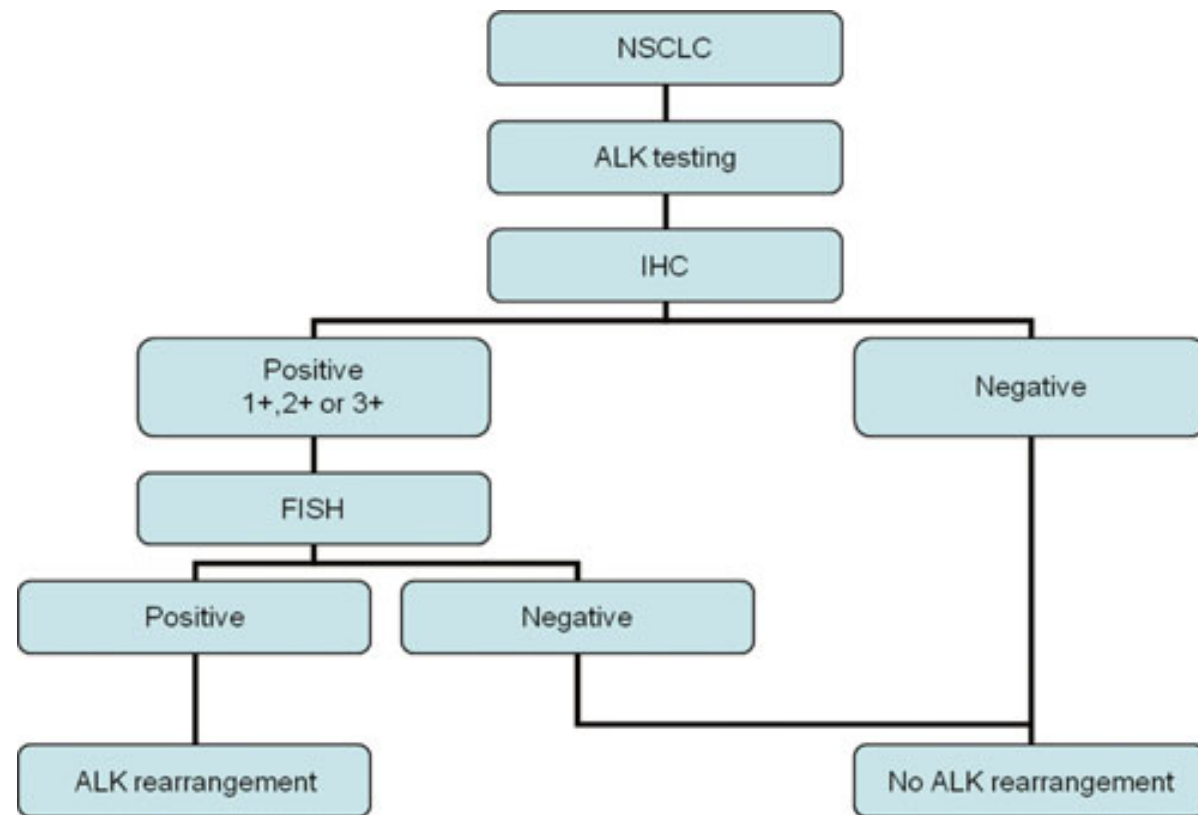 NSCLC
ALK testing
IHC
Positive
1+,2+ or 3+
Negative
FISH
Positive
Negative
ALK rearrangement
No ALK rearrangement